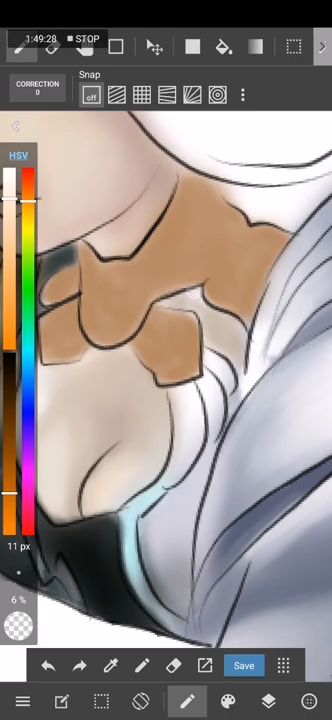 1:49:28 STOP
CORRECTION
0
Snap
off
HSV
11 px
6 %
Save